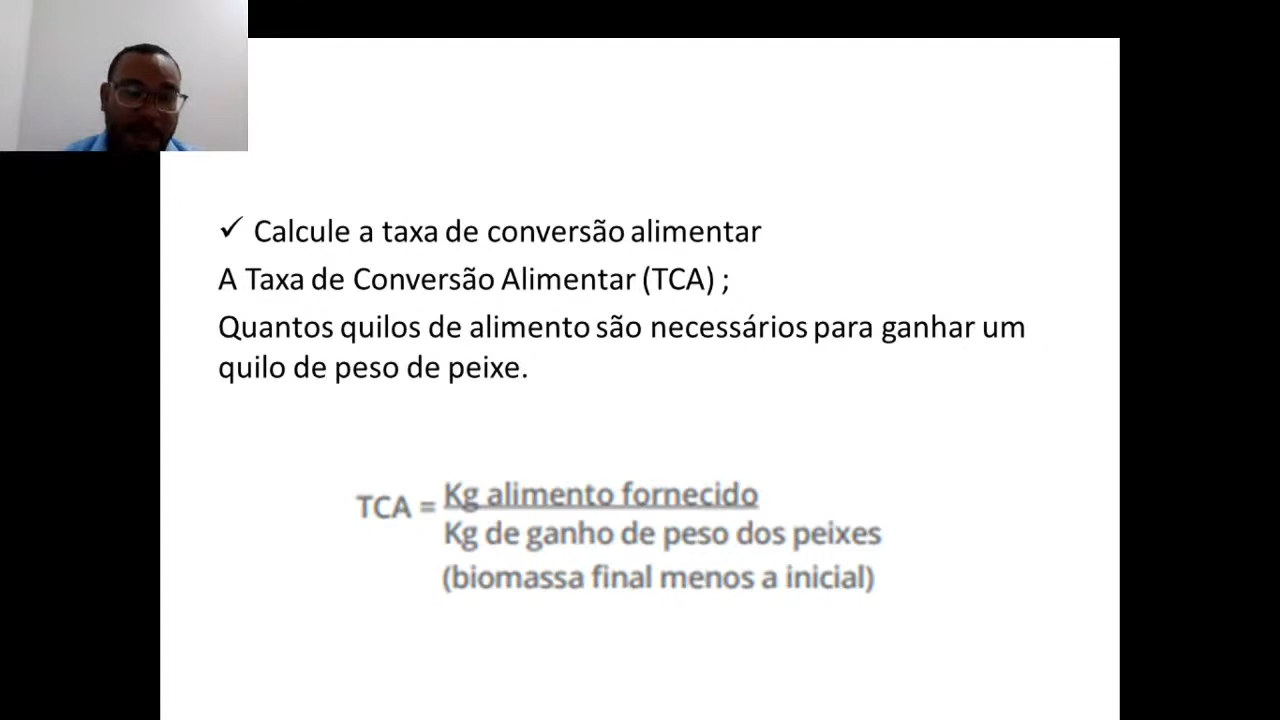 ✓ Calcule a taxa de conversão alimentar
A Taxa de Conversão Alimentar (TCA) ;
Quantos quilos de alimento são necessários para ganhar um
quilo de peso de peixe.
TCA = Kg alimento fornecido
Kg de ganho de peso dos peixes
(biomassa final menos a inicial)